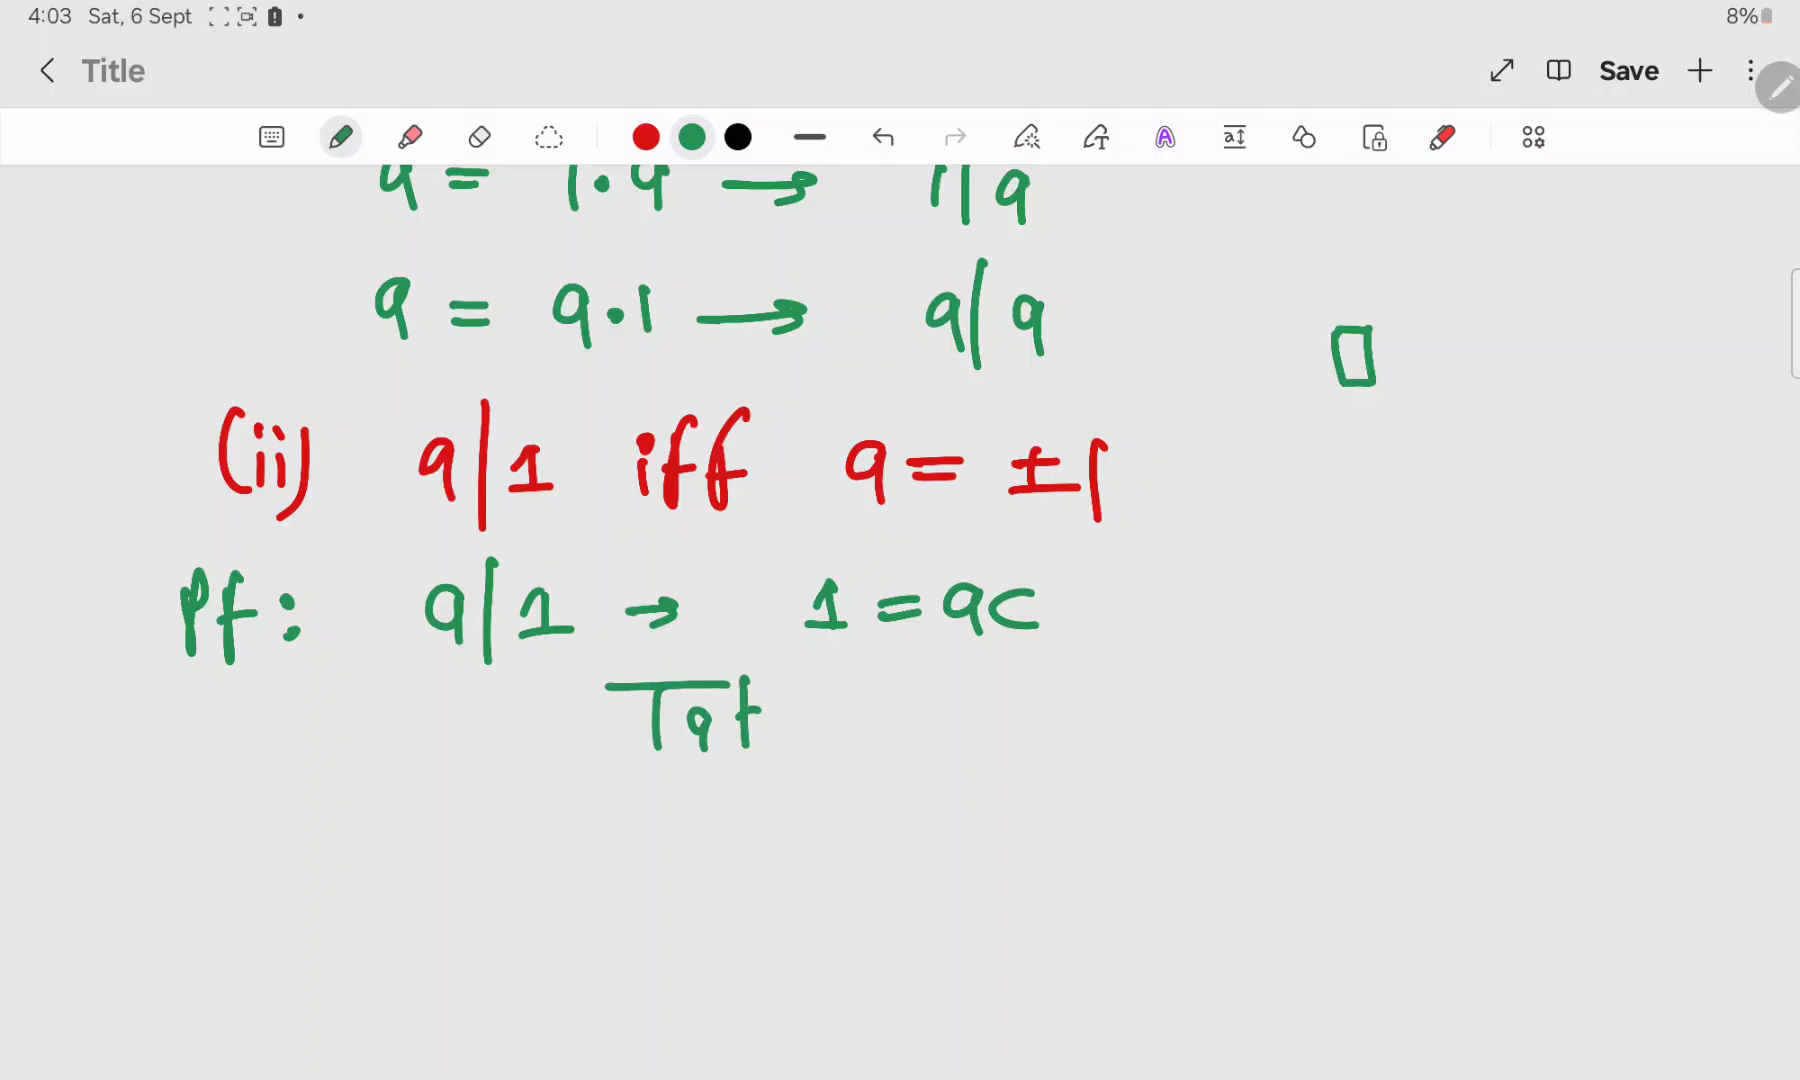 4:03 Sat, 6 Sept 8%
Title Save
a = 1·a → 1|a
a = a·1 → a|a
(ii) a|1 iff a = ±1
Pf: a|1 → 1 = ac